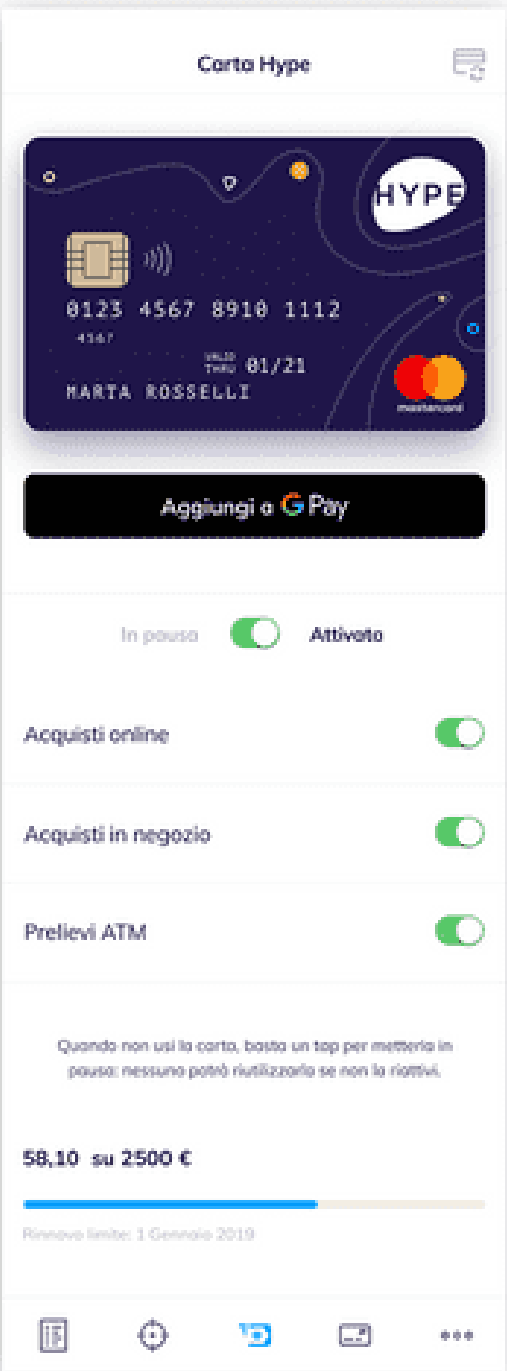 Carta Hype
HYPE
0123 4567 8910 1112
4567
VALID
THRU 01/21
MARTA ROSSELLI
mastercard
Aggiungi a G Pay
In pausa Attivata
Acquisti online
Acquisti in negozio
Prelievi ATM
Quando non usi la carta, basta un tap per metterla in
pausa: nessuno potrà riutilizzarla se non la riattivi.
58,10 su 2500 €
Rinnovo limite: 1 Gennaio 2019